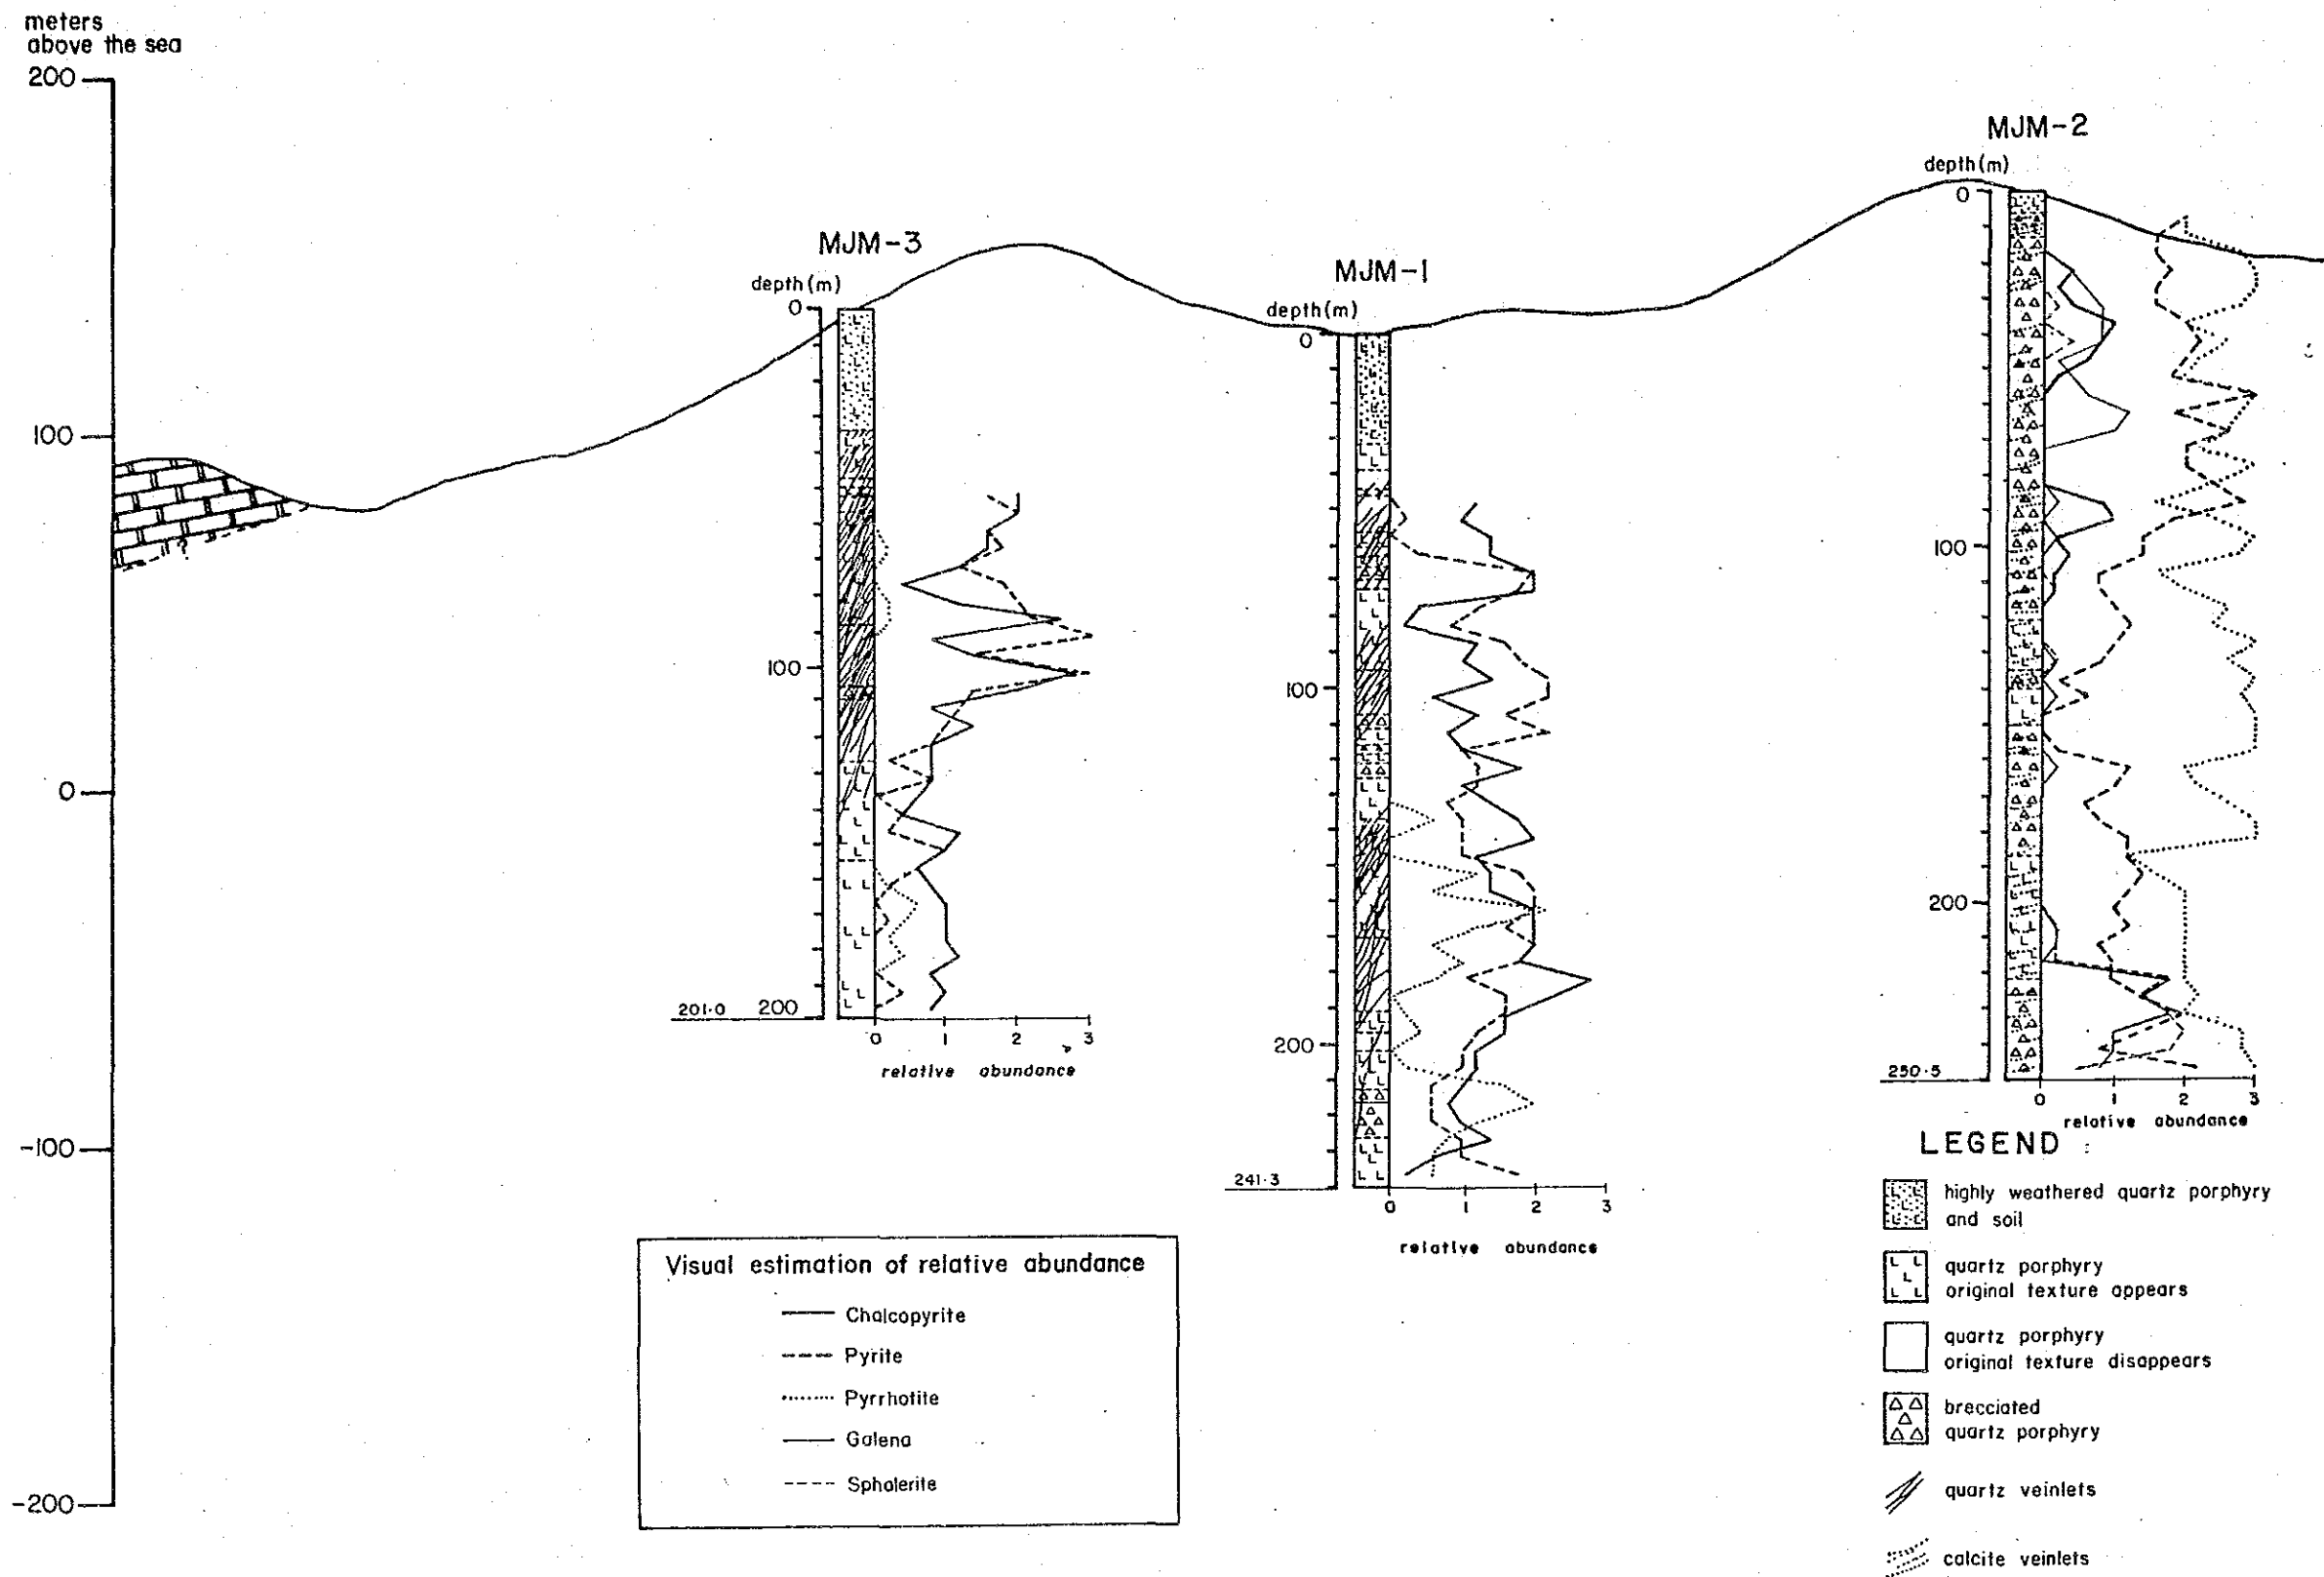 meters
above the sea
200
100
0
-100
-200
MJM-3
depth(m)
0
100
200
201.0
0 1 2 3
relative abundance
MJM-1
depth(m)
0
100
200
241.3
0 1 2 3
relative abundance
MJM-2
depth(m)
0
100
200
250.5
0 1 2 3
relative abundance
?
Visual estimation of relative abundance
Chalcopyrite
Pyrite
Pyrrhotite
Galena
Sphalerite
LEGEND
highly weathered quartz porphyry
and soil
quartz porphyry
original texture appears
quartz porphyry
original texture disappears
brecciated
quartz porphyry
quartz veinlets
calcite veinlets